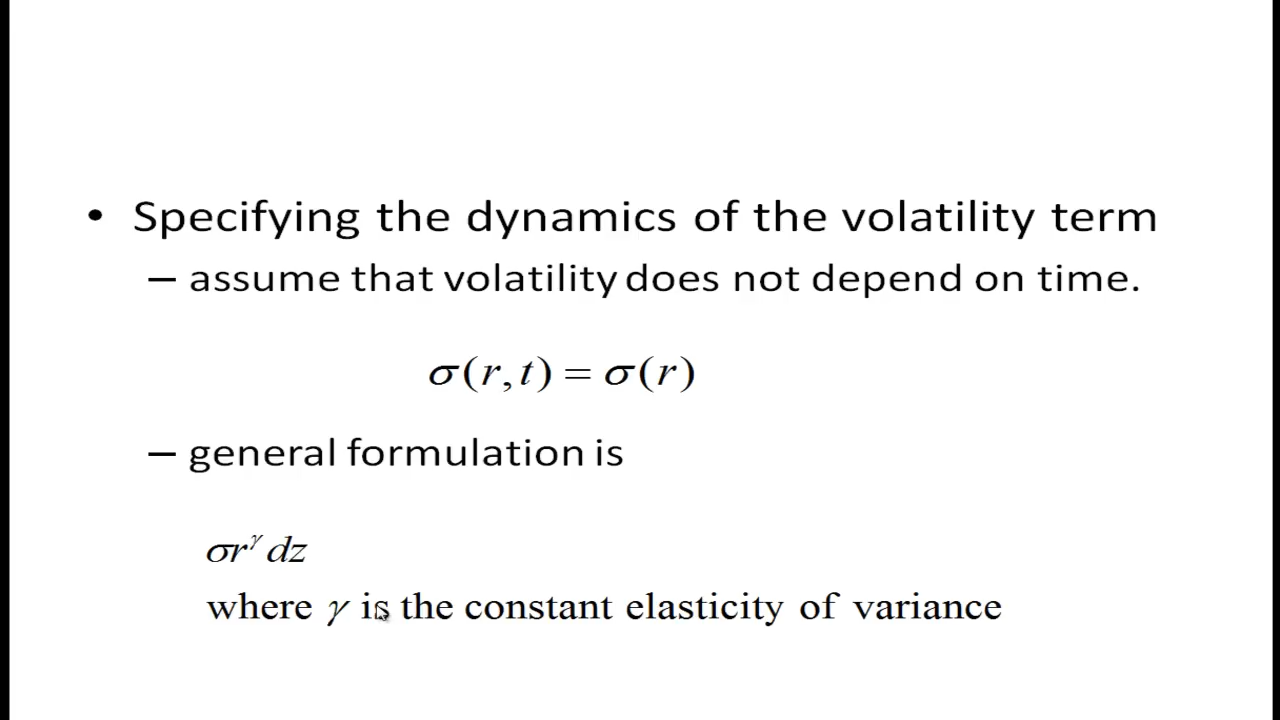 • Specifying the dynamics of the volatility term
– assume that volatility does not depend on time.
σ(r,t) = σ(r)
– general formulation is
σr^γ dz
where γ is the constant elasticity of variance